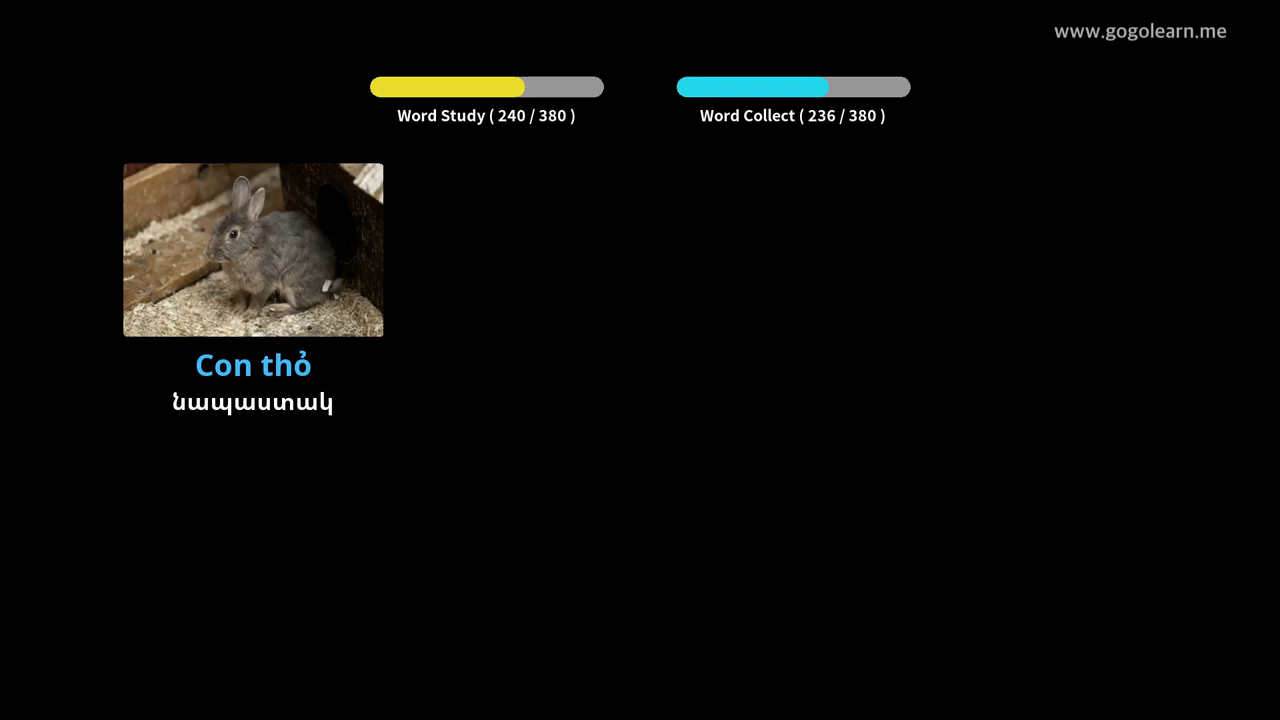 www.gogolearn.me
Word Study ( 240 / 380 )
Word Collect ( 236 / 380 )
Con thỏ
նապաստակ